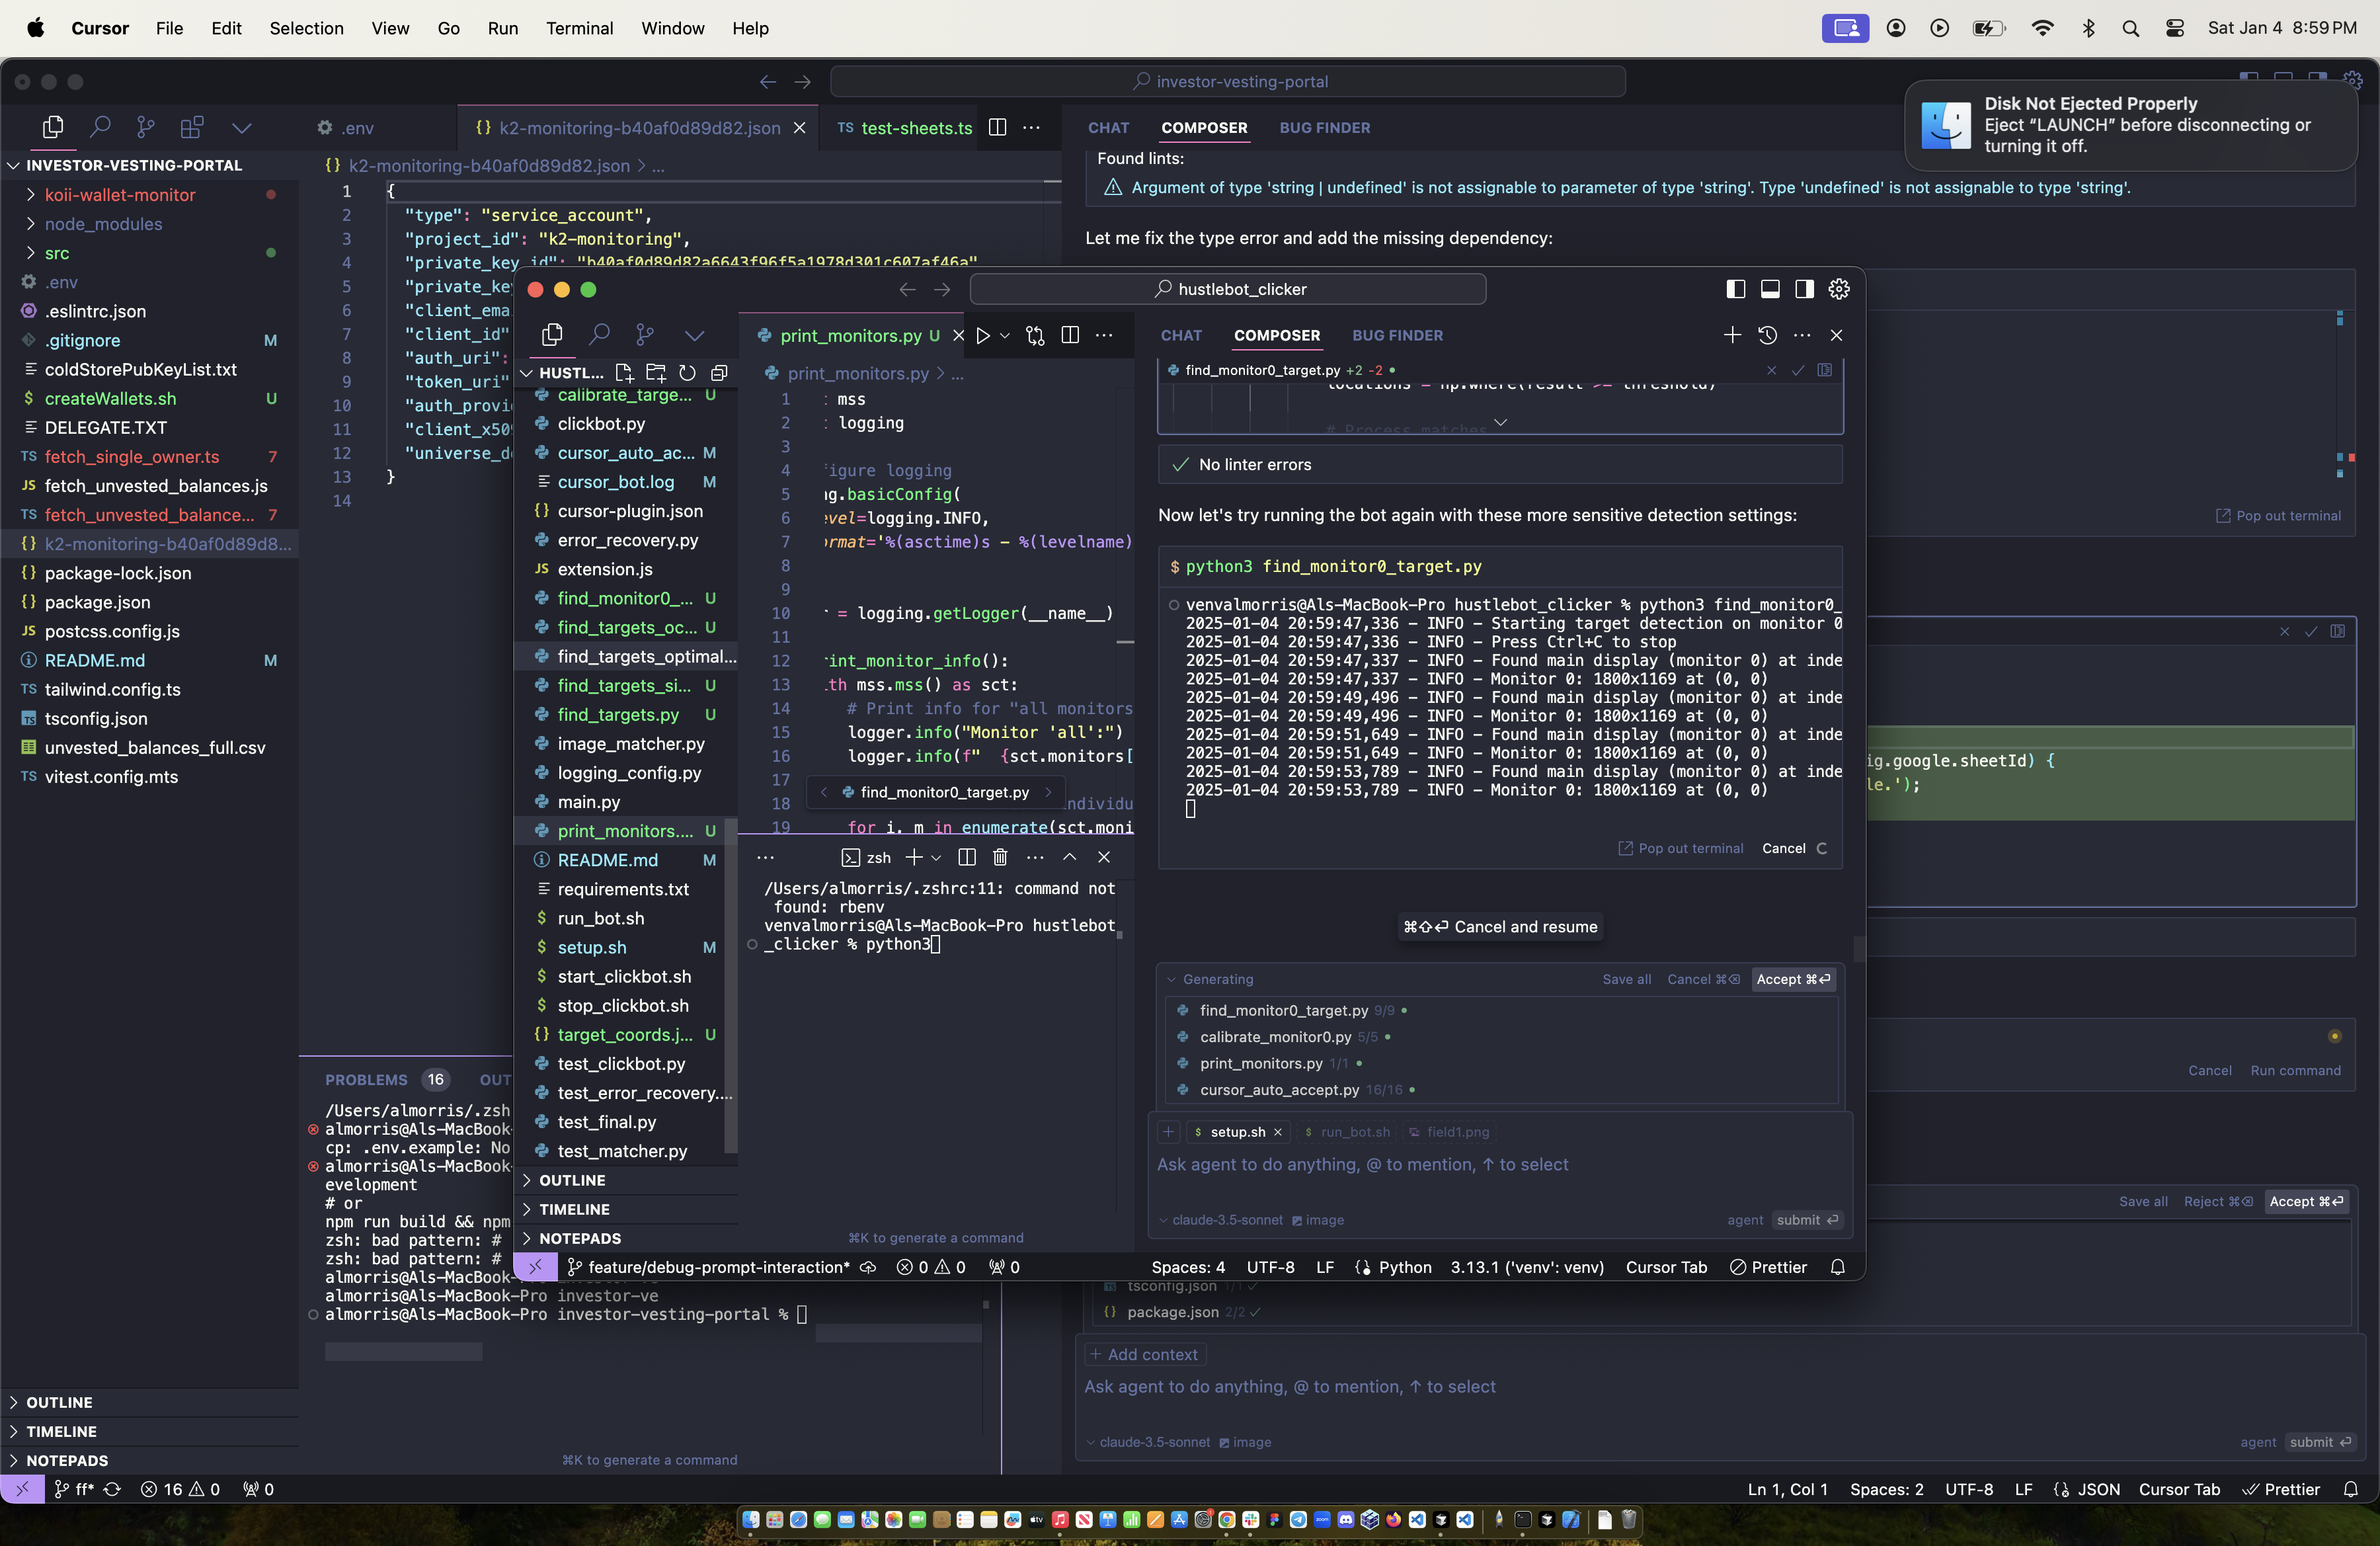 Cursor File Edit Selection View Go Run Terminal Window Help
Sat Jan 4 8:59 PM
investor-vesting-portal
Disk Not Ejected Properly
Eject “LAUNCH” before disconnecting or
turning it off.
.env
{} k2-monitoring-b40af0d89d82.json
TS test-sheets.ts
CHAT COMPOSER BUG FINDER
INVESTOR-VESTING-PORTAL
koii-wallet-monitor
node_modules
src
.env
.eslintrc.json
.gitignore M
coldStorePubKeyList.txt
$ createWallets.sh U
DELEGATE.TXT
TS fetch_single_owner.ts 7
JS fetch_unvested_balances.js
TS fetch_unvested_balance... 7
{} k2-monitoring-b40af0d89d8...
{} package-lock.json
{} package.json
JS postcss.config.js
README.md M
TS tailwind.config.ts
tsconfig.json
unvested_balances_full.csv
TS vitest.config.mts
OUTLINE
TIMELINE
NOTEPADS
{} k2-monitoring-b40af0d89d82.json > ...
1 {
2 "type": "service_account",
3 "project_id": "k2-monitoring",
4 "private_key_id": "b40af0d89d82a6643f96f5a1978d301c607af46a"
5 "private_ke
6 "client_ema
7 "client_id"
8 "auth_uri":
9 "token_uri"
10 "auth_provi
11 "client_x50
12 "universe_d
13 }
14
Found lints:
Argument of type 'string | undefined' is not assignable to parameter of type 'string'. Type 'undefined' is not assignable to type 'string'.
Let me fix the type error and add the missing dependency:
Pop out terminal
ig.google.sheetId) {
le.');
Cancel Run command
Save all Reject ⌘⌫ Accept ⌘⏎
tsconfig.json 1/1
{} package.json 2/2
+ Add context
Ask agent to do anything, @ to mention, ↑ to select
claude-3.5-sonnet image
agent submit ⏎
PROBLEMS 16 OUT
/Users/almorris/.zsh
almorris@Als-MacBook-
cp: .env.example: No
almorris@Als-MacBook-
evelopment
# or
npm run build && npm
zsh: bad pattern: #
zsh: bad pattern: #
almorris@Als-MacBook-Pro investor-ve
almorris@Als-MacBook-Pro investor-ve
almorris@Als-MacBook-Pro investor-vesting-portal %
⌘K to generate a command
ff* 16 0 0
Ln 1, Col 1 Spaces: 2 UTF-8 LF JSON Cursor Tab Prettier
hustlebot_clicker
HUSTL...
calibrate_targe... U
clickbot.py
cursor_auto_ac... M
cursor_bot.log M
{} cursor-plugin.json
error_recovery.py
JS extension.js
find_monitor0_... U
find_targets_oc... U
find_targets_optimal...
find_targets_si... U
find_targets.py U
image_matcher.py
logging_config.py
main.py
print_monitors.... U
README.md M
requirements.txt
$ run_bot.sh
$ setup.sh M
$ start_clickbot.sh
$ stop_clickbot.sh
{} target_coords.j... U
test_clickbot.py
test_error_recovery....
test_final.py
test_matcher.py
OUTLINE
TIMELINE
NOTEPADS
print_monitors.py U
print_monitors.py > ...
1 : mss
2 : logging
3
4 figure logging
5 ng.basicConfig(
6 evel=logging.INFO,
7 ormat='%(asctime)s - %(levelname)
8
9
10 r = logging.getLogger(__name__)
11
12 rint_monitor_info():
13 ith mss.mss() as sct:
14 # Print info for "all monitors
15 logger.info("Monitor 'all':")
16 logger.info(f" {sct.monitors[
17
18 individu
19 for i, m in enumerate(sct.moni
find_monitor0_target.py
zsh
/Users/almorris/.zshrc:11: command not
found: rbenv
venvalmorris@Als-MacBook-Pro hustlebot
_clicker % python3
⌘K to generate a command
CHAT COMPOSER BUG FINDER
find_monitor0_target.py +2 -2
locations = np.where(result >= threshold)
# Process matches
No linter errors
Now let's try running the bot again with these more sensitive detection settings:
$ python3 find_monitor0_target.py
venvalmorris@Als-MacBook-Pro hustlebot_clicker % python3 find_monitor0_
2025-01-04 20:59:47,336 - INFO - Starting target detection on monitor 0
2025-01-04 20:59:47,336 - INFO - Press Ctrl+C to stop
2025-01-04 20:59:47,337 - INFO - Found main display (monitor 0) at inde
2025-01-04 20:59:47,337 - INFO - Monitor 0: 1800x1169 at (0, 0)
2025-01-04 20:59:49,496 - INFO - Found main display (monitor 0) at inde
2025-01-04 20:59:49,496 - INFO - Monitor 0: 1800x1169 at (0, 0)
2025-01-04 20:59:51,649 - INFO - Found main display (monitor 0) at inde
2025-01-04 20:59:51,649 - INFO - Monitor 0: 1800x1169 at (0, 0)
2025-01-04 20:59:53,789 - INFO - Found main display (monitor 0) at inde
2025-01-04 20:59:53,789 - INFO - Monitor 0: 1800x1169 at (0, 0)
Pop out terminal Cancel
⌘⇧⏎ Cancel and resume
Generating Save all Cancel ⌘⌫ Accept ⌘⏎
find_monitor0_target.py 9/9
calibrate_monitor0.py 5/5
print_monitors.py 1/1
cursor_auto_accept.py 16/16
+ $ setup.sh × $ run_bot.sh field1.png
Ask agent to do anything, @ to mention, ↑ to select
claude-3.5-sonnet image agent submit ⏎
feature/debug-prompt-interaction* 0 0 0
Spaces: 4 UTF-8 LF Python 3.13.1 ('venv': venv) Cursor Tab Prettier